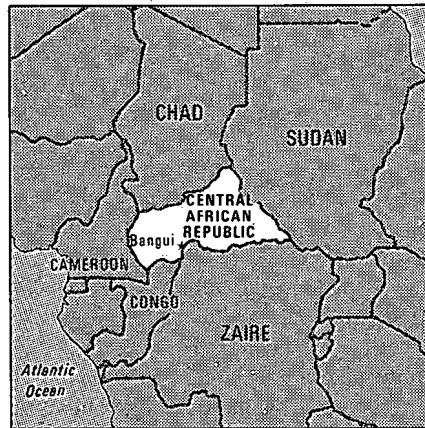 CHAD
SUDAN
CENTRAL
AFRICAN
REPUBLIC
Bangui
CAMEROON
CONGO
ZAIRE
Atlantic
Ocean